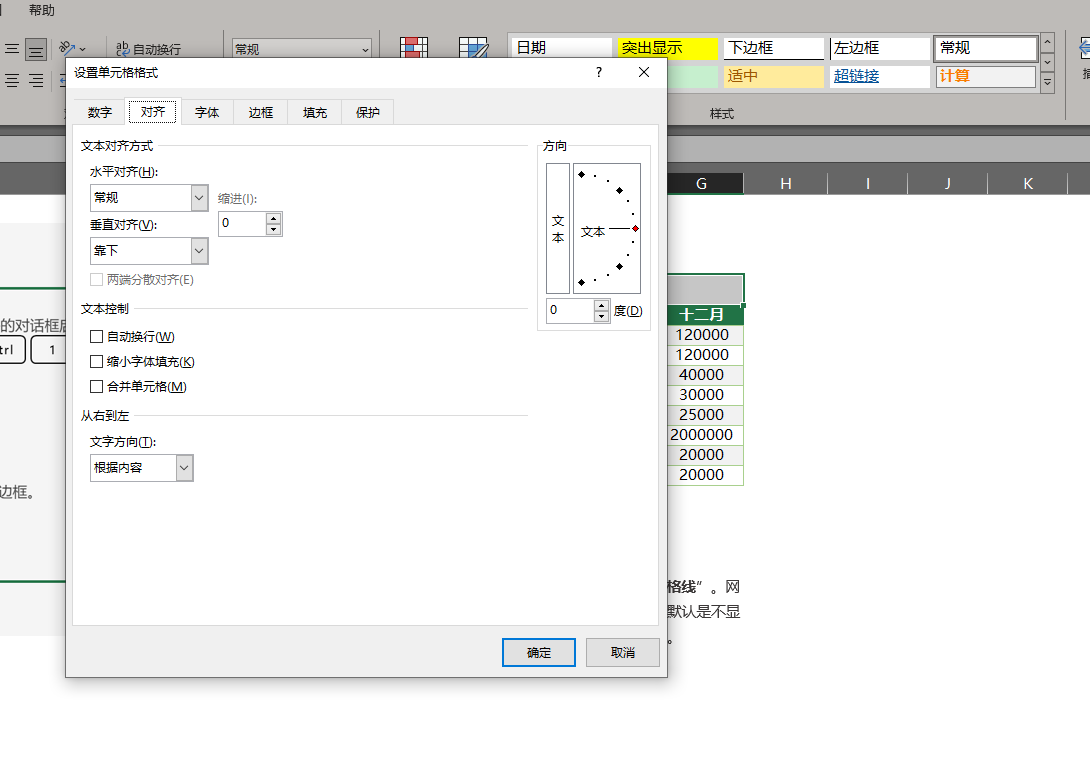 帮助
自动换行
常规
日期
突出显示
下边框
左边框
常规
适中
超链接
计算
样式
设置单元格格式
?
数字
对齐
字体
边框
填充
保护
文本对齐方式
水平对齐(H):
常规
缩进(I):
0
垂直对齐(V):
靠下
两端分散对齐(E)
文本控制
自动换行(W)
缩小字体填充(K)
合并单元格(M)
从右到左
文字方向(T):
根据内容
方向
文本
文本
0
度(D)
确定
取消
G H I J K
十二月
120000
120000
40000
30000
25000
2000000
20000
20000
的对话框后
trl
1
边框。
格线”。网
默认是不显
。